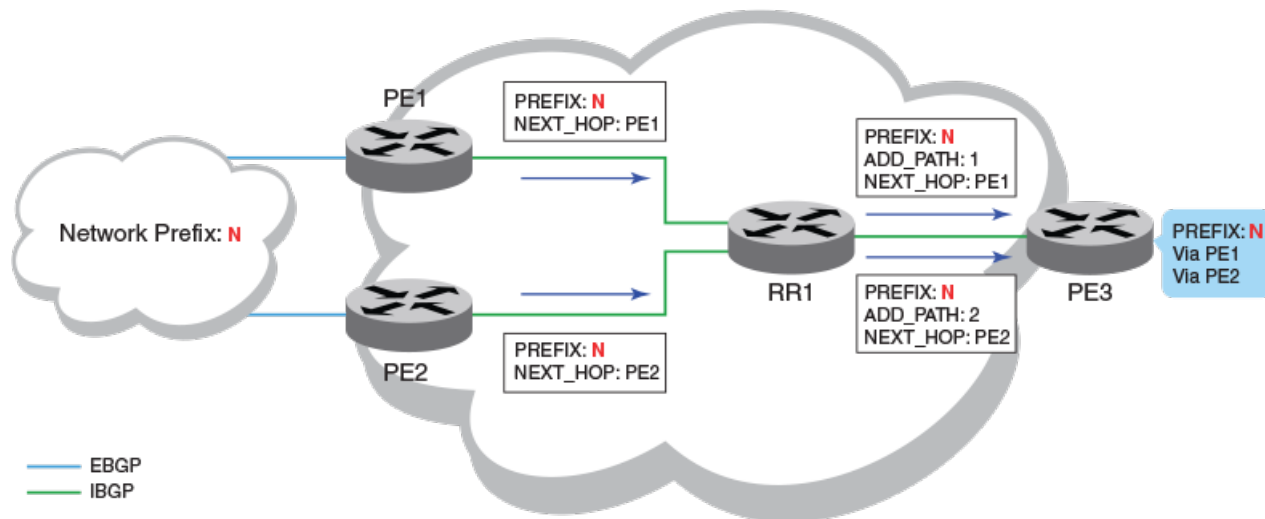 PE1
PREFIX: N
NEXT_HOP: PE1
PREFIX: N
ADD_PATH: 1
NEXT_HOP: PE1
Network Prefix: N
PREFIX: N
Via PE1
Via PE2
RR1
PE3
PREFIX: N
ADD_PATH: 2
NEXT_HOP: PE2
PE2
PREFIX: N
NEXT_HOP: PE2
EBGP
IBGP